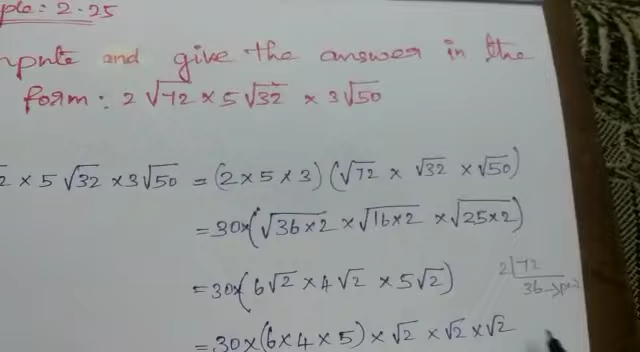 ple: 2.25
mpute and give the answer in the
form: 2√72 × 5√32 × 3√50
2 × 5√32 × 3√50 = (2×5×3) (√72 × √32 × √50)
= 30×(√36×2 × √16×2 × √25×2)
= 30×(6√2 × 4√2 × 5√2)
2 | 72
36 →
= 30×(6×4×5) × √2 × √2 × √2